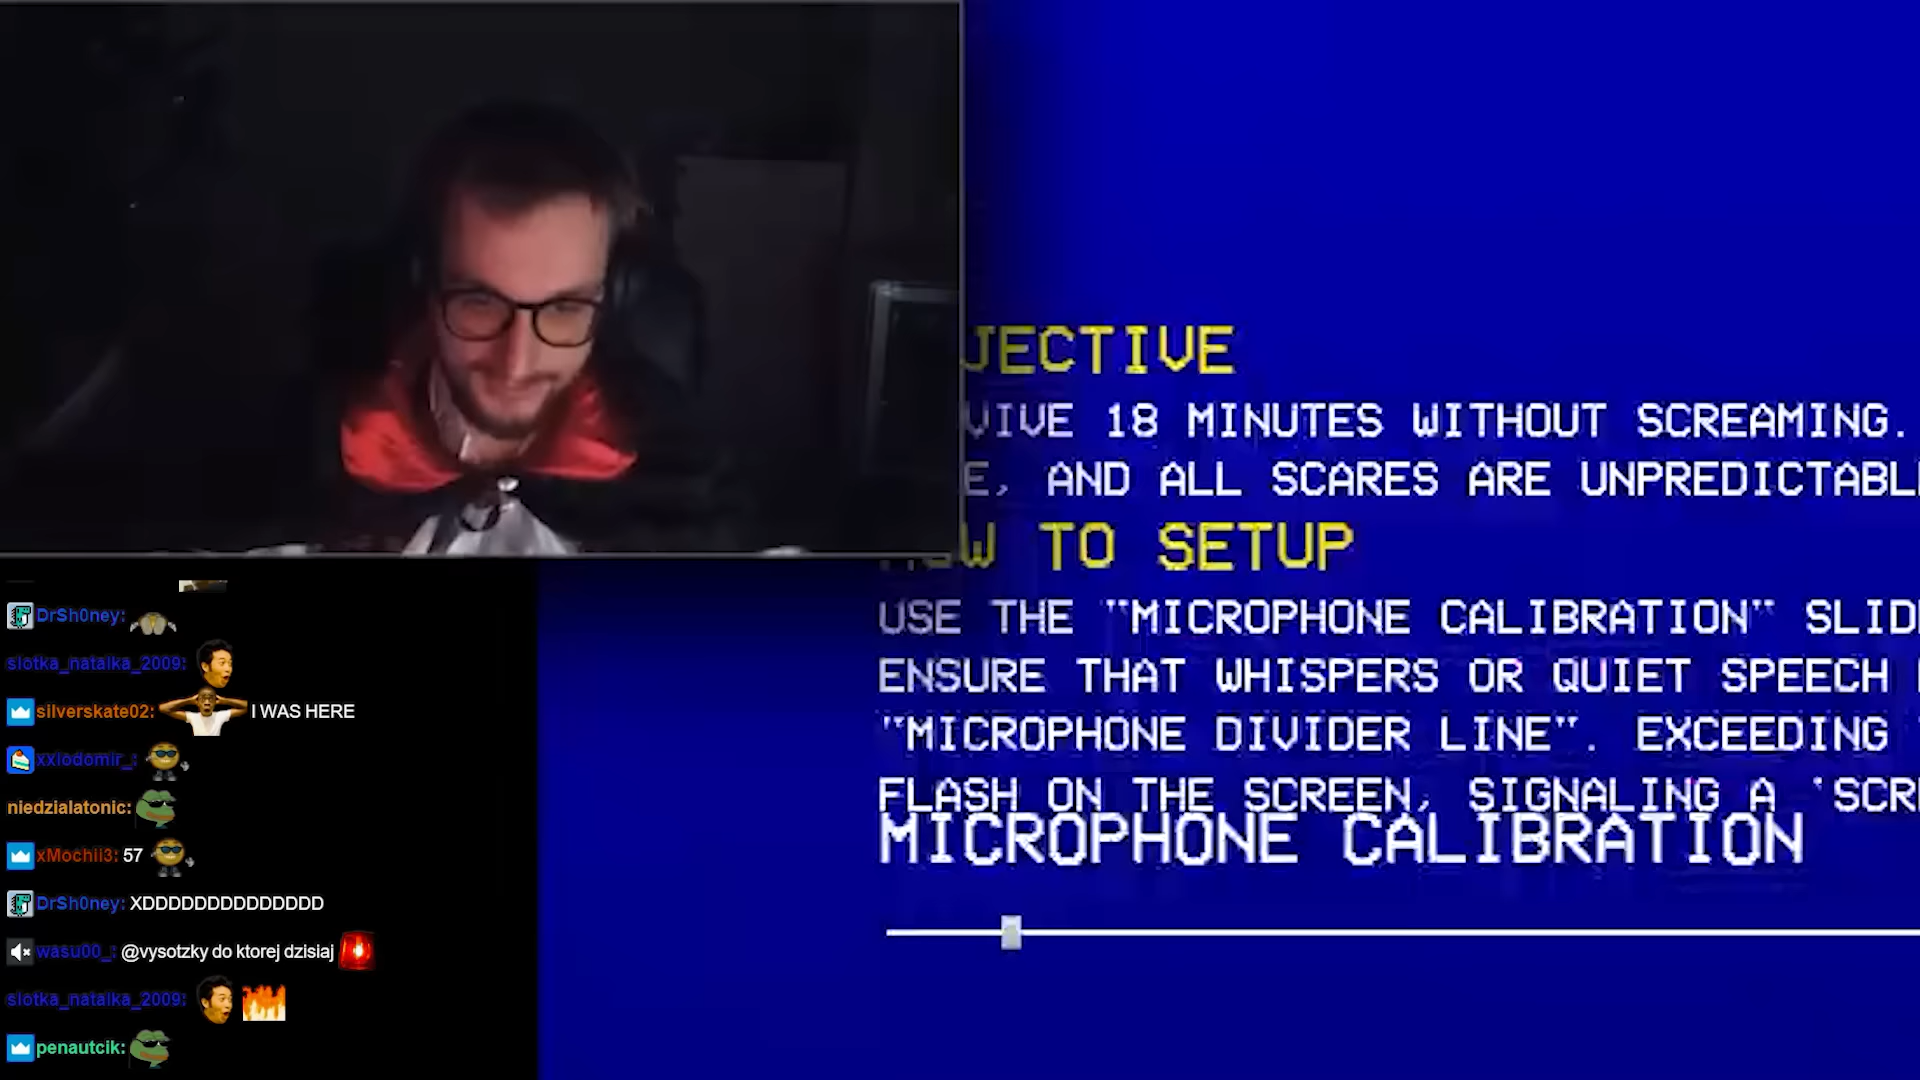 JECTIVE
VIVE 18 MINUTES WITHOUT SCREAMING.
E, AND ALL SCARES ARE UNPREDICTABL
W TO SETUP
USE THE "MICROPHONE CALIBRATION" SLID
ENSURE THAT WHISPERS OR QUIET SPEECH
"MICROPHONE DIVIDER LINE". EXCEEDING
FLASH ON THE SCREEN, SIGNALING A 'SCR
MICROPHONE CALIBRATION
DrSh0ney:
slotka_natalka_2009:
silverskate02: I WAS HERE
xxlodomir_:
niedzialatonic:
xMochii3: 57
DrSh0ney: XDDDDDDDDDDDDDD
wasu00_: @vysotzky do ktorej dzisiaj
slotka_natalka_2009:
penautcik: